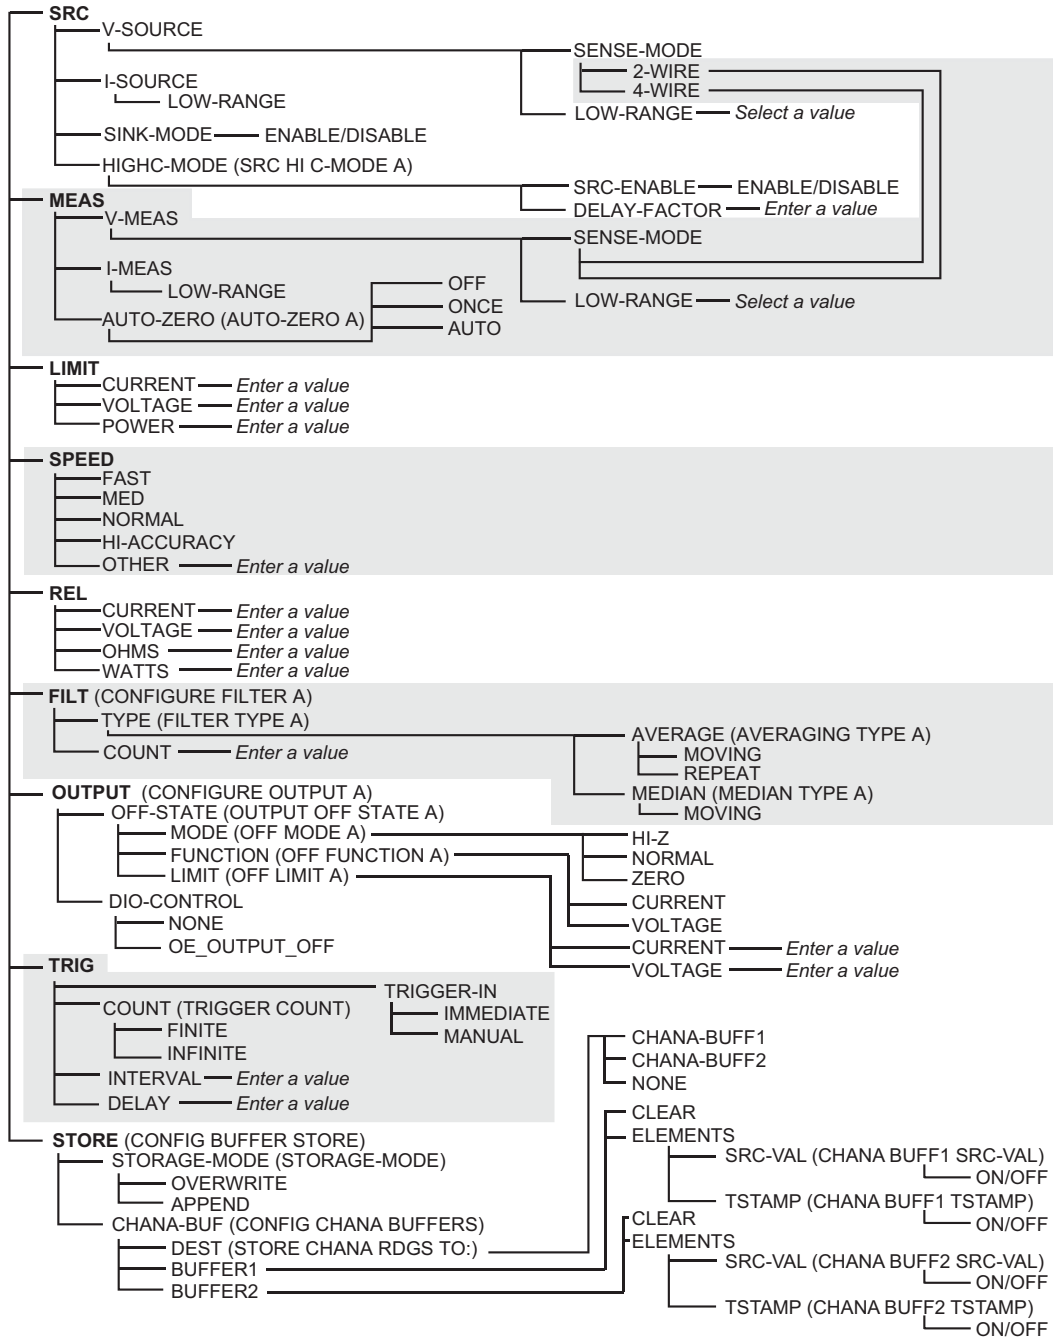 SRC
V-SOURCE
SENSE-MODE
2-WIRE
4-WIRE
LOW-RANGE Select a value
I-SOURCE
LOW-RANGE
SINK-MODE ENABLE/DISABLE
HIGHC-MODE (SRC HI C-MODE A)
SRC-ENABLE ENABLE/DISABLE
DELAY-FACTOR Enter a value
MEAS
V-MEAS
SENSE-MODE
LOW-RANGE Select a value
I-MEAS
LOW-RANGE
AUTO-ZERO (AUTO-ZERO A)
OFF
ONCE
AUTO
LIMIT
CURRENT Enter a value
VOLTAGE Enter a value
POWER Enter a value
SPEED
FAST
MED
NORMAL
HI-ACCURACY
OTHER Enter a value
REL
CURRENT Enter a value
VOLTAGE Enter a value
OHMS Enter a value
WATTS Enter a value
FILT (CONFIGURE FILTER A)
TYPE (FILTER TYPE A)
AVERAGE (AVERAGING TYPE A)
MOVING
REPEAT
MEDIAN (MEDIAN TYPE A)
MOVING
COUNT Enter a value
OUTPUT (CONFIGURE OUTPUT A)
OFF-STATE (OUTPUT OFF STATE A)
MODE (OFF MODE A)
HI-Z
NORMAL
ZERO
FUNCTION (OFF FUNCTION A)
CURRENT
VOLTAGE
LIMIT (OFF LIMIT A)
CURRENT Enter a value
VOLTAGE Enter a value
DIO-CONTROL
NONE
OE_OUTPUT_OFF
TRIG
TRIGGER-IN
IMMEDIATE
MANUAL
COUNT (TRIGGER COUNT)
FINITE
INFINITE
INTERVAL Enter a value
DELAY Enter a value
STORE (CONFIG BUFFER STORE)
STORAGE-MODE (STORAGE-MODE)
OVERWRITE
APPEND
CHANA-BUF (CONFIG CHANA BUFFERS)
DEST (STORE CHANA RDGS TO:)
CHANA-BUFF1
CHANA-BUFF2
NONE
BUFFER1
CLEAR
ELEMENTS
SRC-VAL (CHANA BUFF1 SRC-VAL)
ON/OFF
TSTAMP (CHANA BUFF1 TSTAMP)
ON/OFF
BUFFER2
CLEAR
ELEMENTS
SRC-VAL (CHANA BUFF2 SRC-VAL)
ON/OFF
TSTAMP (CHANA BUFF2 TSTAMP)
ON/OFF